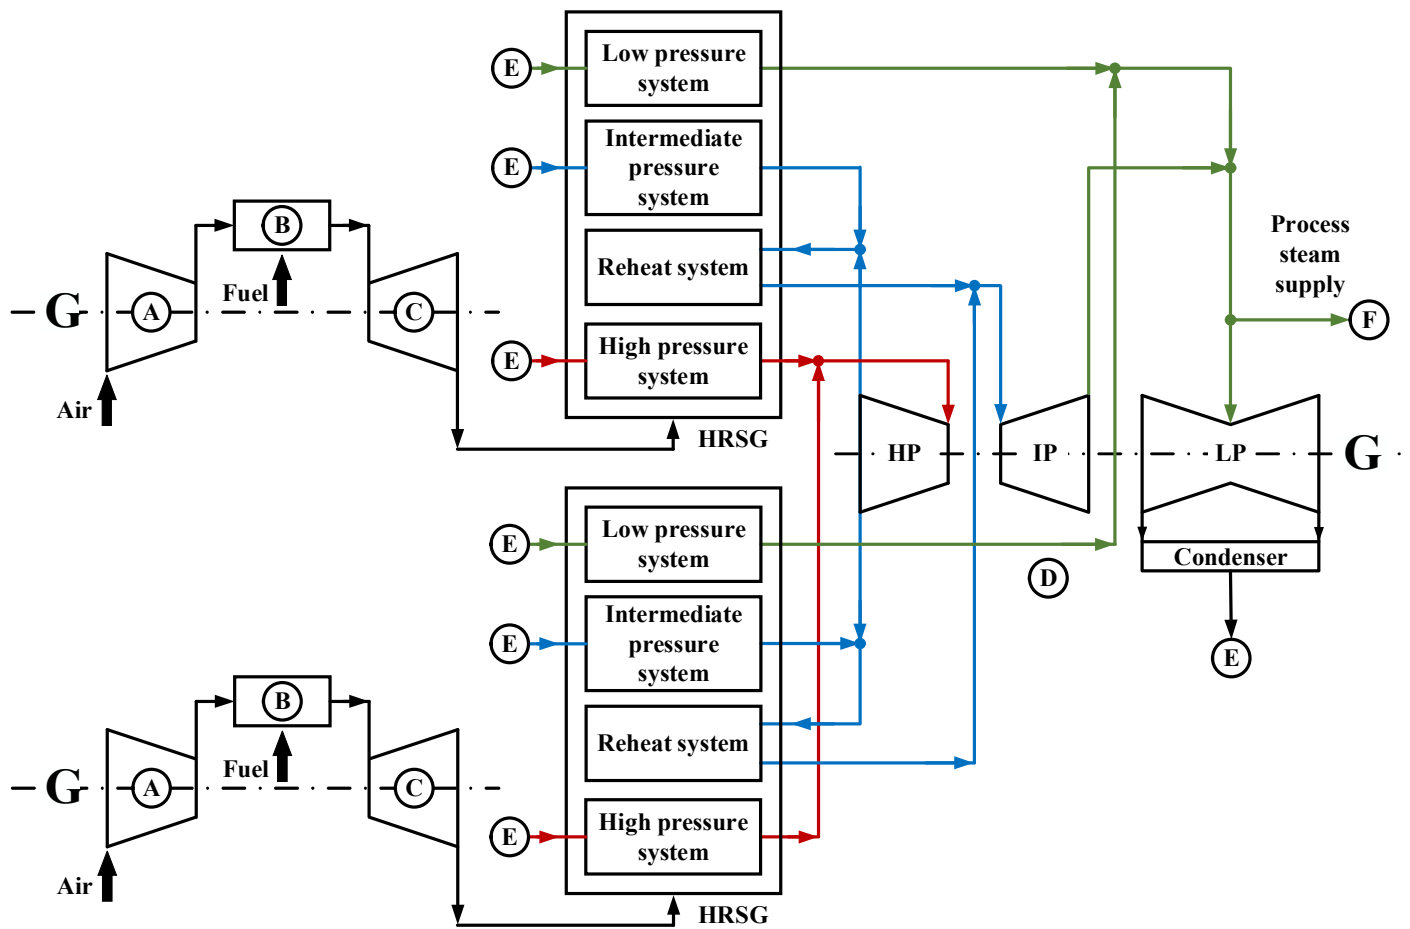 E
Low pressure
system
E
Intermediate
pressure
system
Reheat system
E
High pressure
system
HRSG
B
Fuel
G
A
C
Air
Process
steam
supply
F
HP
IP
LP
G
Condenser
D
E
E
Low pressure
system
E
Intermediate
pressure
system
Reheat system
E
High pressure
system
HRSG
B
Fuel
G
A
C
Air